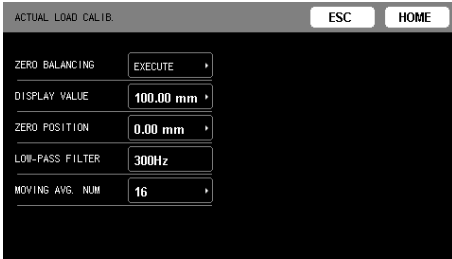 ACTUAL LOAD CALIB. ESC HOME
ZERO BALANCING EXECUTE
DISPLAY VALUE 100.00 mm
ZERO POSITION 0.00 mm
LOW-PASS FILTER 300Hz
MOVING AVG. NUM 16